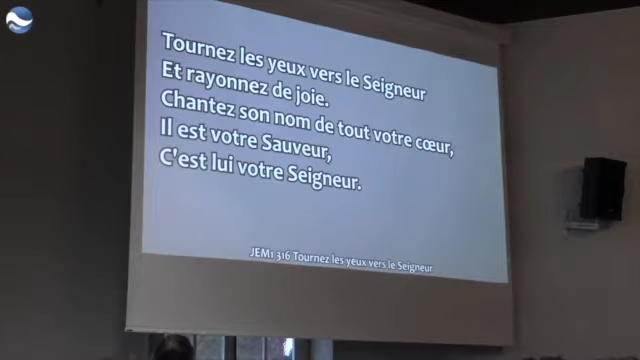 Tournez les yeux vers le Seigneur
Et rayonnez de joie.
Chantez son nom de tout votre cœur,
Il est votre Sauveur,
C'est lui votre Seigneur.
JEM1 316 Tournez les yeux vers le Seigneur